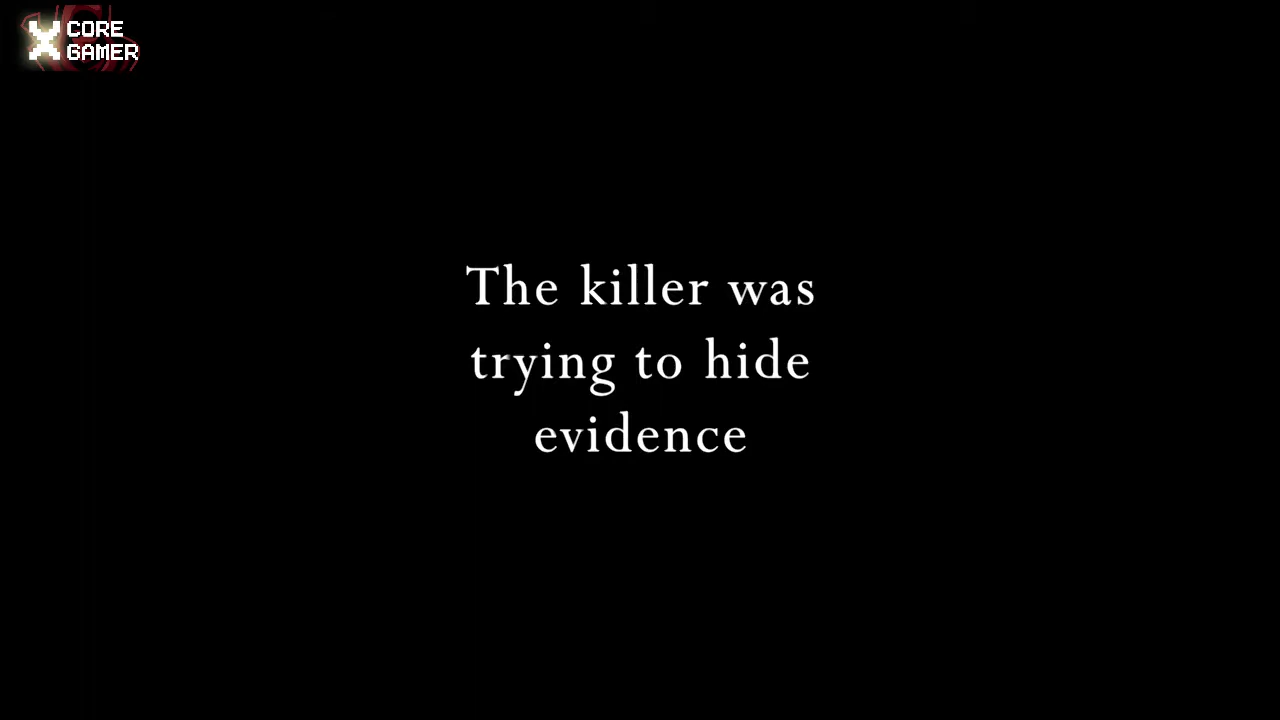 X CORE
GAMER
The killer was
trying to hide
evidence